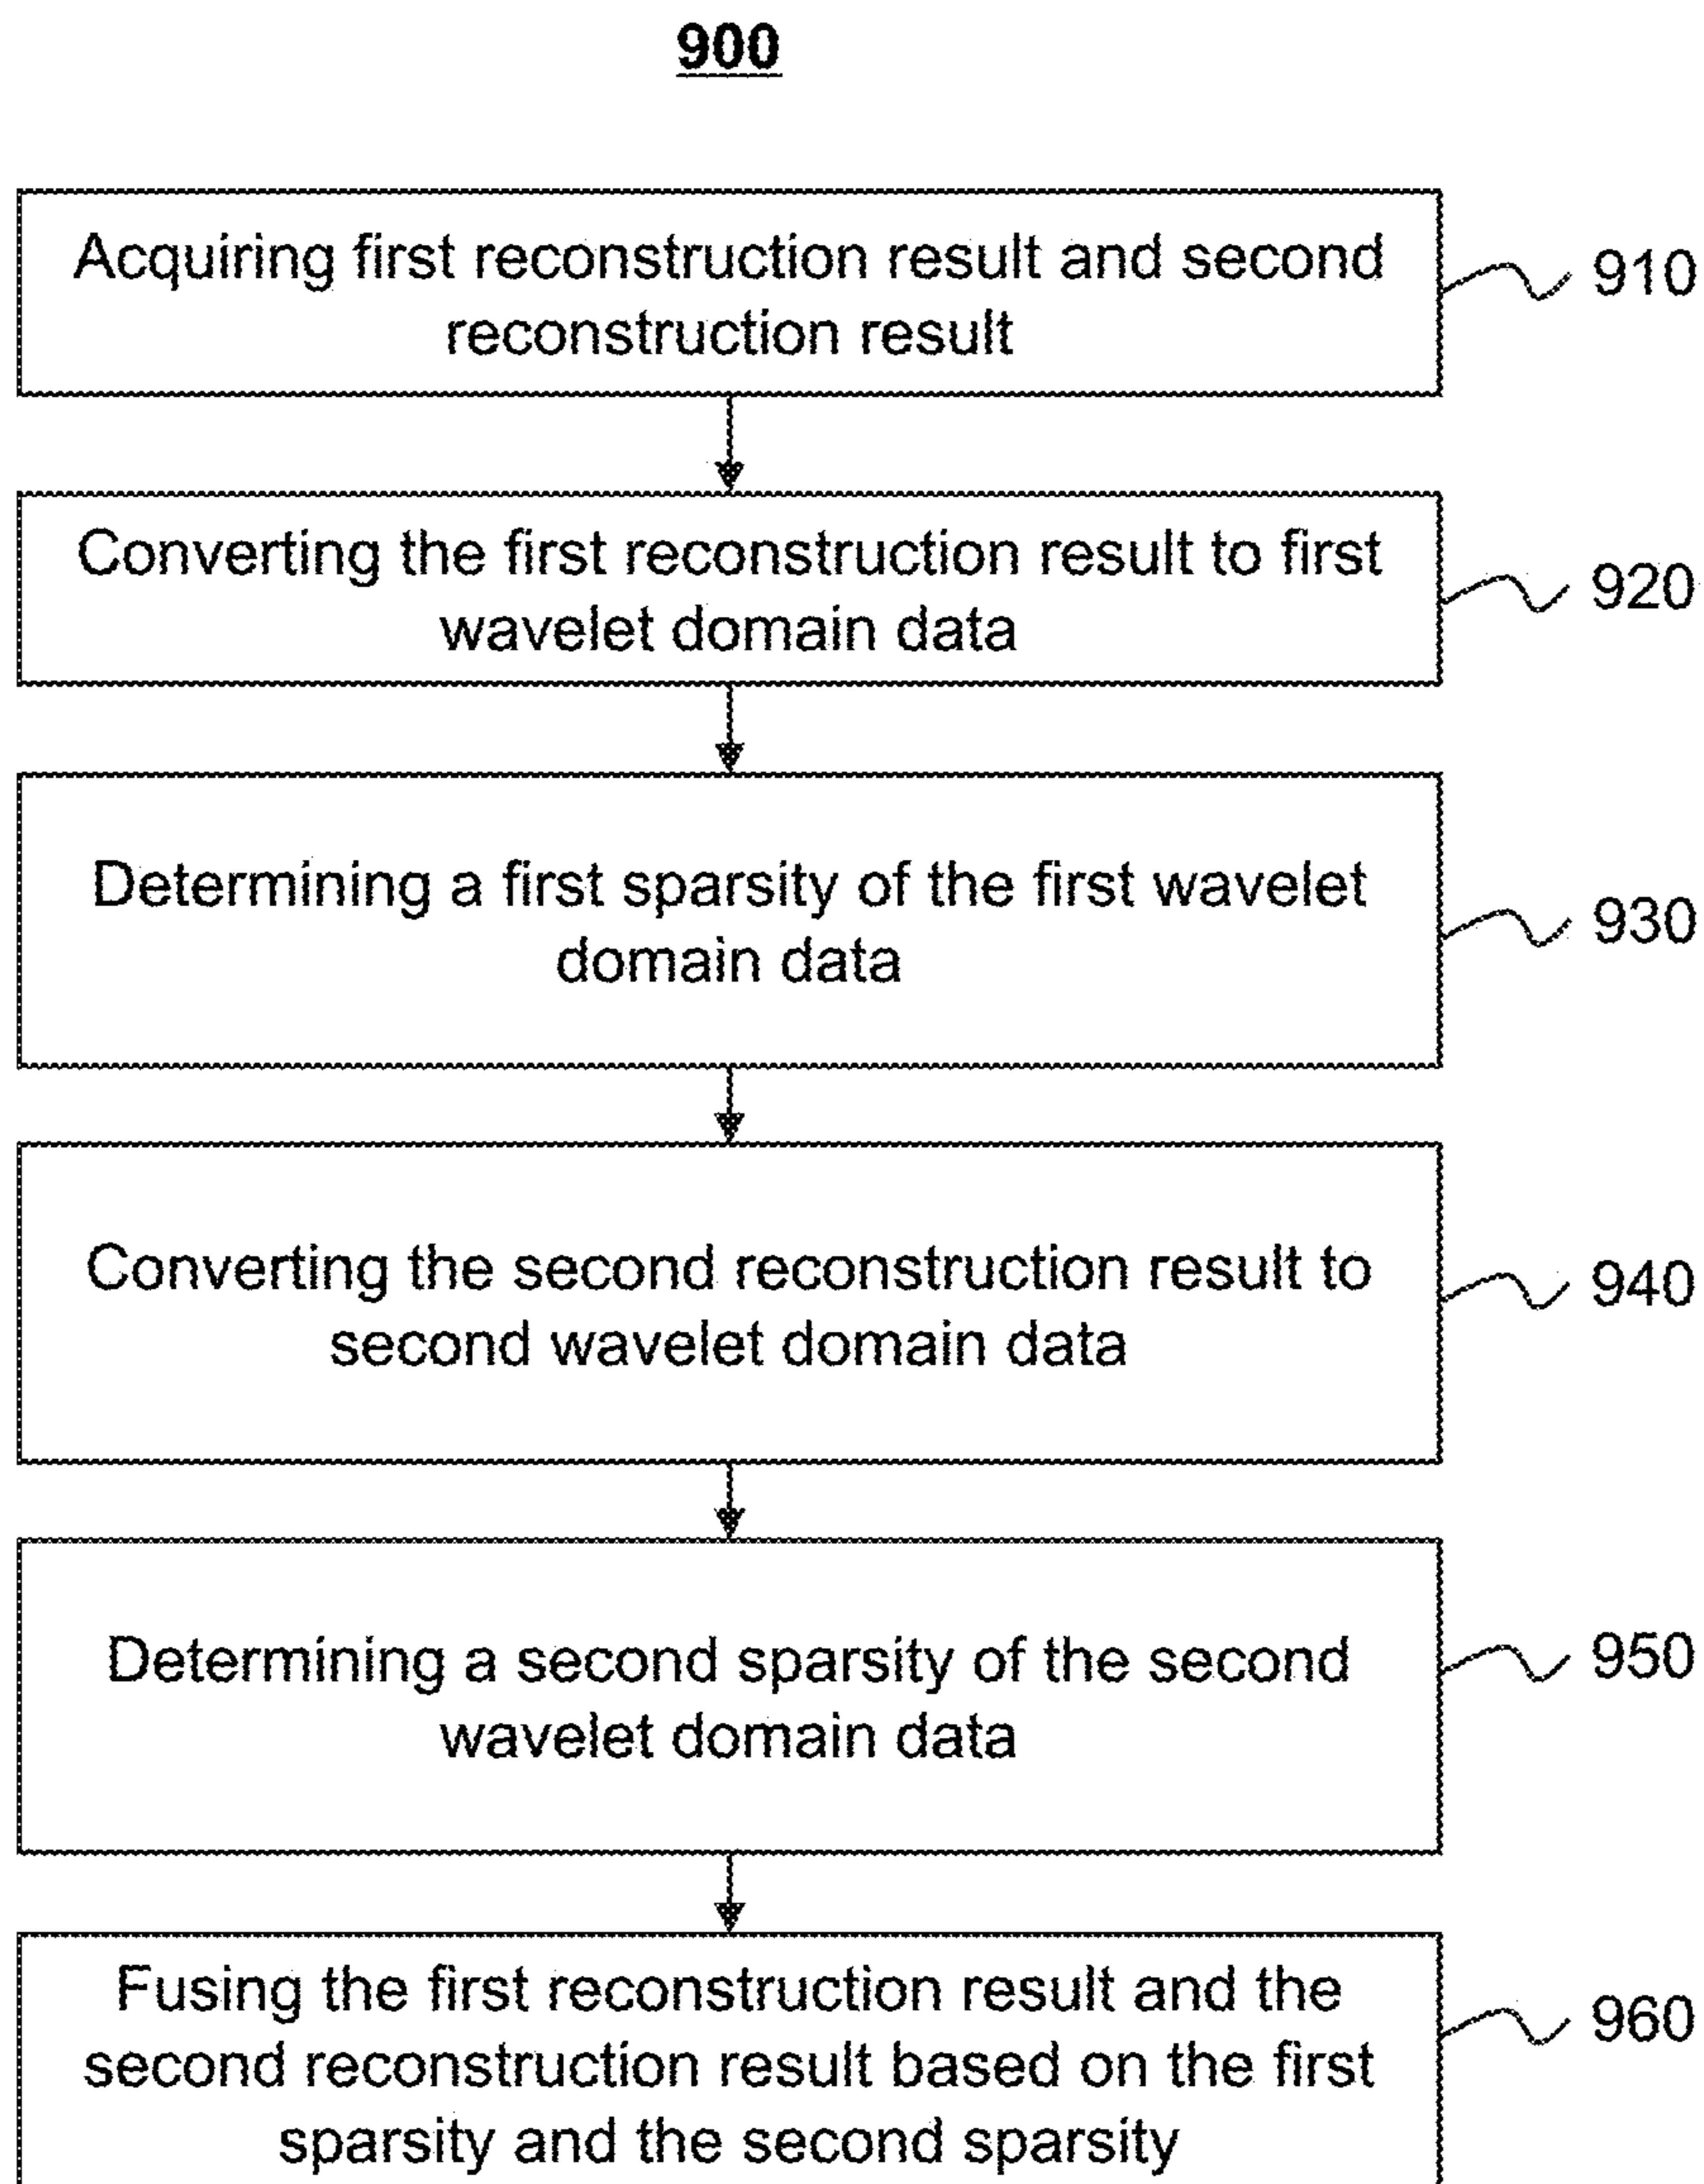 900
Acquiring first reconstruction result and second
reconstruction result
910
Converting the first reconstruction result to first
wavelet domain data
920
Determining a first sparsity of the first wavelet
domain data
930
Converting the second reconstruction result to
second wavelet domain data
940
Determining a second sparsity of the second
wavelet domain data
950
Fusing the first reconstruction result and the
second reconstruction result based on the first
sparsity and the second sparsity
960